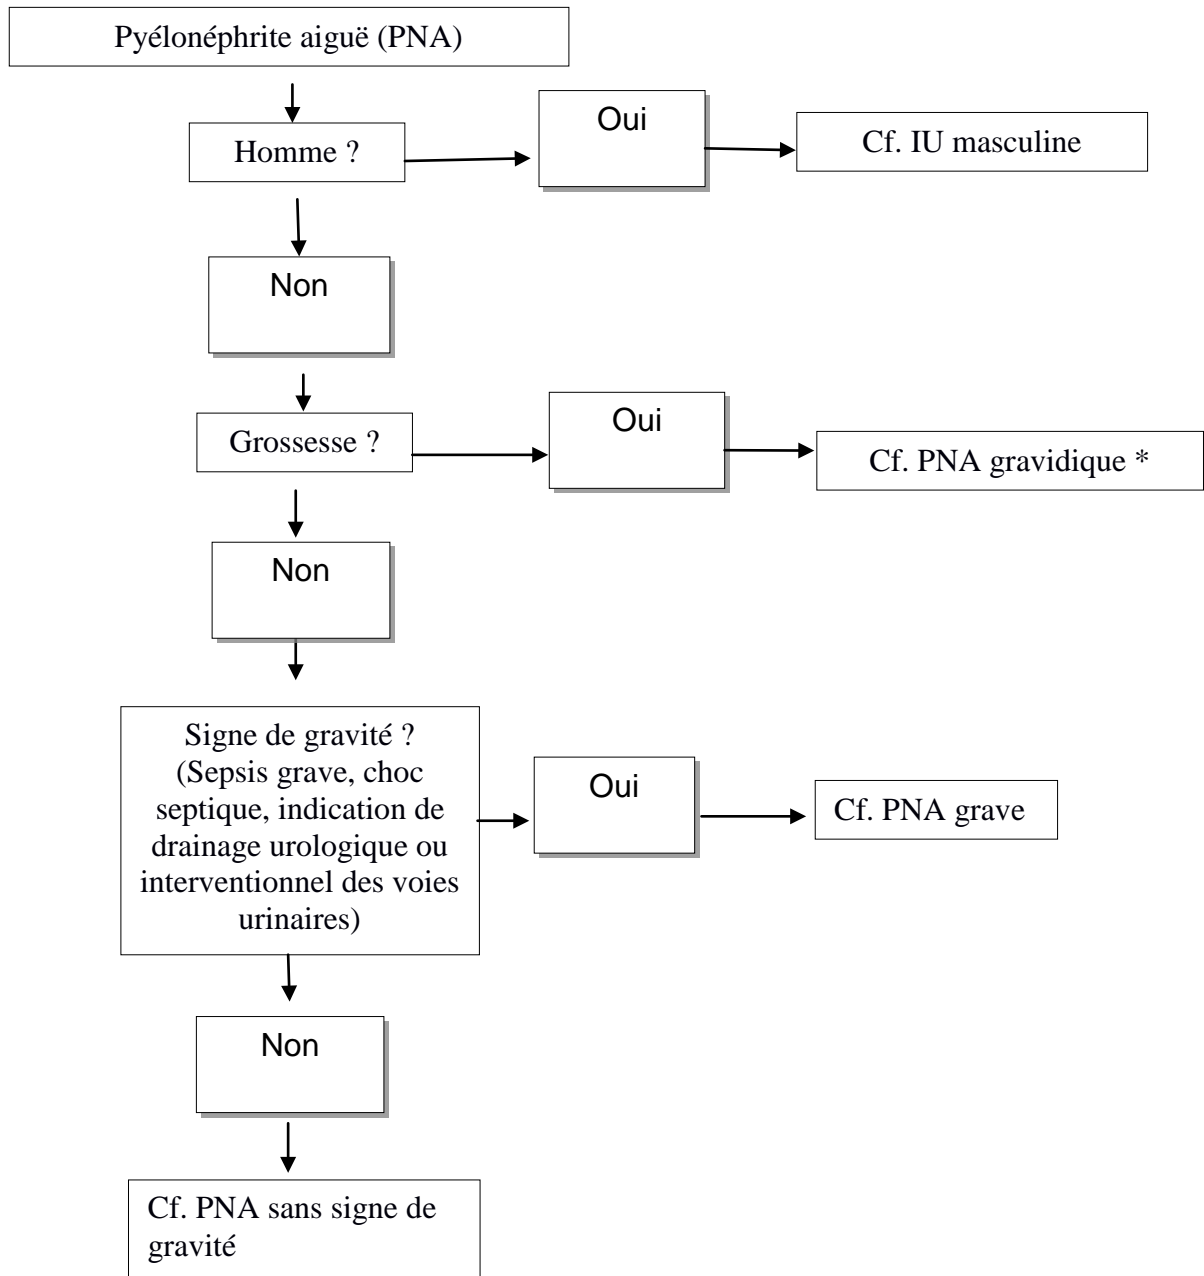 Pyélonéphrite aiguë (PNA)
Homme ?
Oui
Cf. IU masculine
Non
Grossesse ?
Oui
Cf. PNA gravidique *
Non
Signe de gravité ?
(Sepsis grave, choc
septique, indication de
drainage urologique ou
interventionnel des voies
urinaires)
Oui
Cf. PNA grave
Non
Cf. PNA sans signe de
gravité